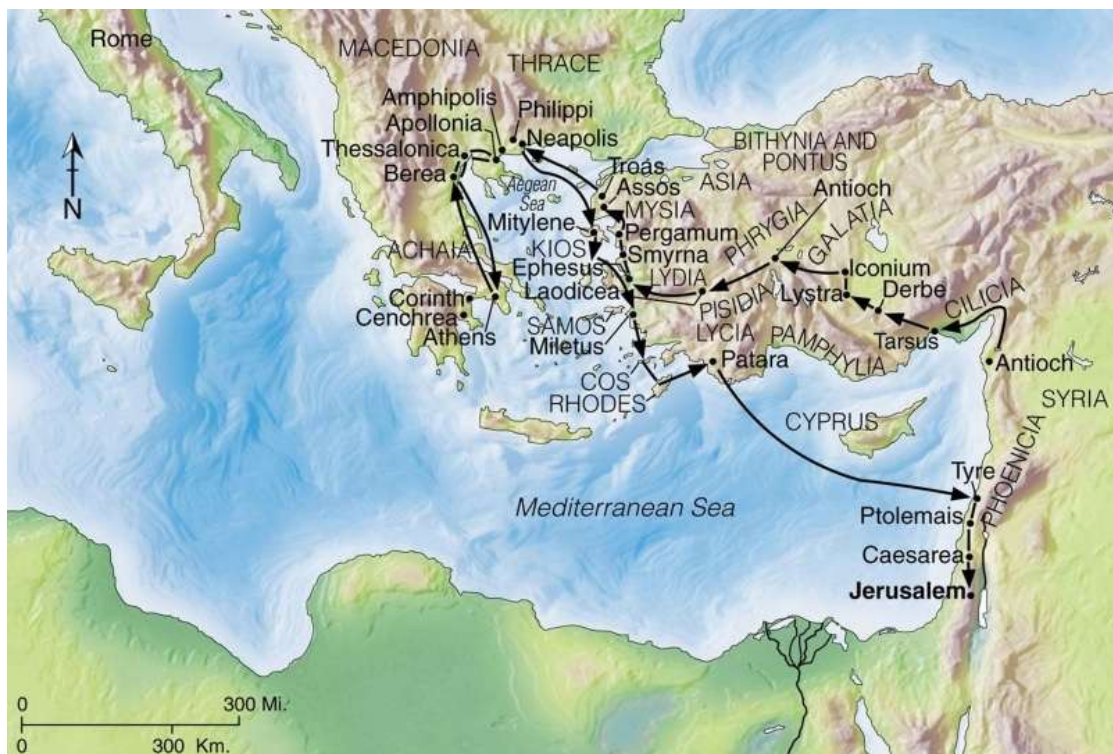 Rome
MACEDONIA
THRACE
Amphipolis
Philippi
Apollonia
Neapolis
Thessalonica
Berea
BITHYNIA AND
PONTUS
Troas
Assos
ASIA
Antioch
Aegean
Sea
MYSIA
N
Mitylene
Pergamum
PHRYGIA
GALATIA
ACHAIA
KIOS
Smyrna
Ephesus
LYDIA
Iconium
Laodicea
Lystra
Derbe
PISIDIA
CILICIA
Corinth
Cenchrea
Athens
SAMOS
Miletus
LYCIA
PAMPHYLIA
Tarsus
Patara
Antioch
COS
RHODES
SYRIA
CYPRUS
PHOENICIA
Tyre
Mediterranean Sea
Ptolemais
Caesarea
Jerusalem
0 300 Mi.
0 300 Km.